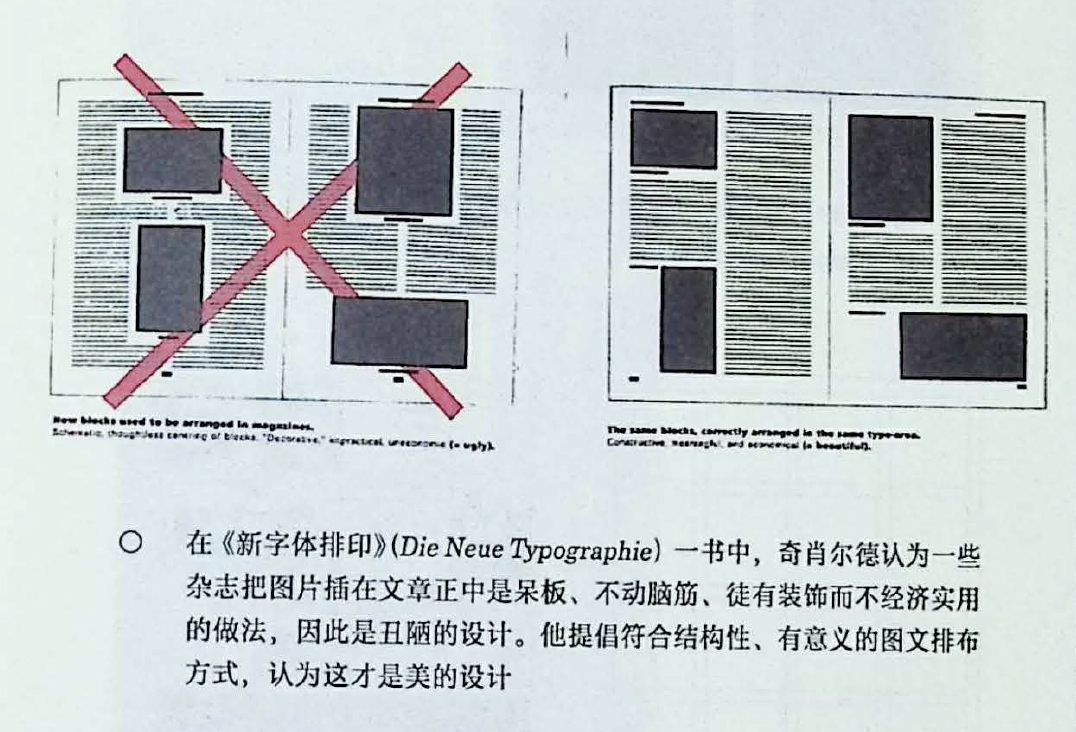 How blocks used to be arranged in magazines.
Schematic, thoughtless centring of blocks. "Decorative," impractical, uneconomic (= ugly).
The same blocks, correctly arranged in the same type-area.
Constructive, meaningful, and economical (= beautiful).
在《新字体排印》(Die Neue Typographie) 一书中，奇肖尔德认为一些
杂志把图片插在文章正中是呆板、不动脑筋、徒有装饰而不经济实用
的做法，因此是丑陋的设计。他提倡符合结构性、有意义的图文排布
方式，认为这才是美的设计